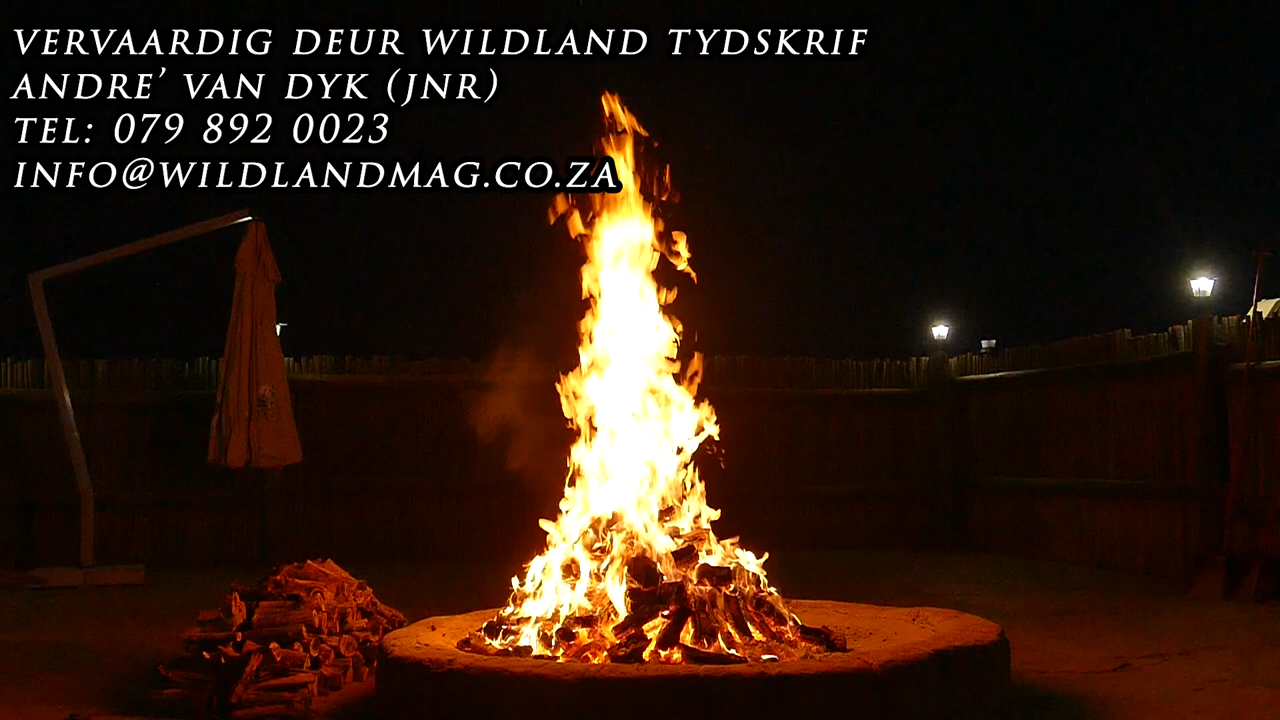 VERVAARDIG DEUR WILDLAND TYDSKRIF
ANDRE' VAN DYK (JNR)
TEL: 079 892 0023
INFO@WILDLANDMAG.CO.ZA